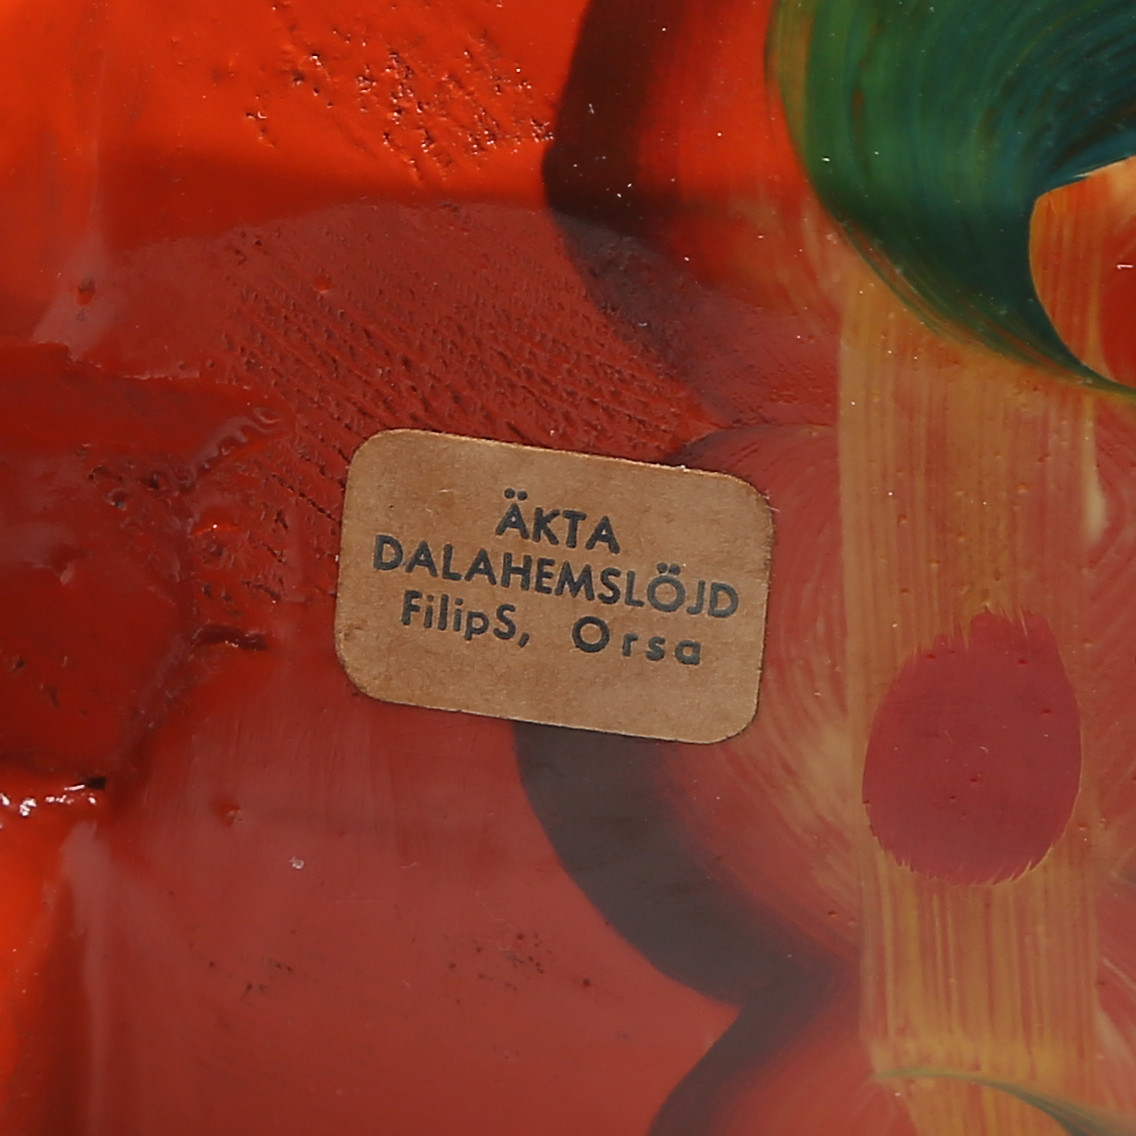 ÄKTA
DALAHEMSLÖJD
FilipS, Orsa